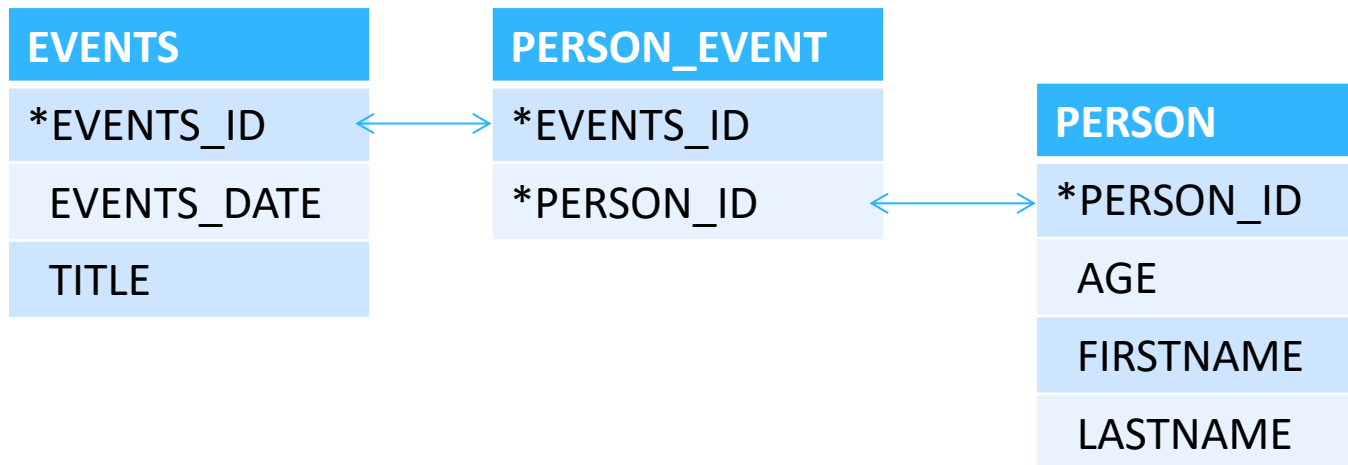 EVENTS
*EVENTS_ID
EVENTS_DATE
TITLE
PERSON_EVENT
*EVENTS_ID
*PERSON_ID
PERSON
*PERSON_ID
AGE
FIRSTNAME
LASTNAME